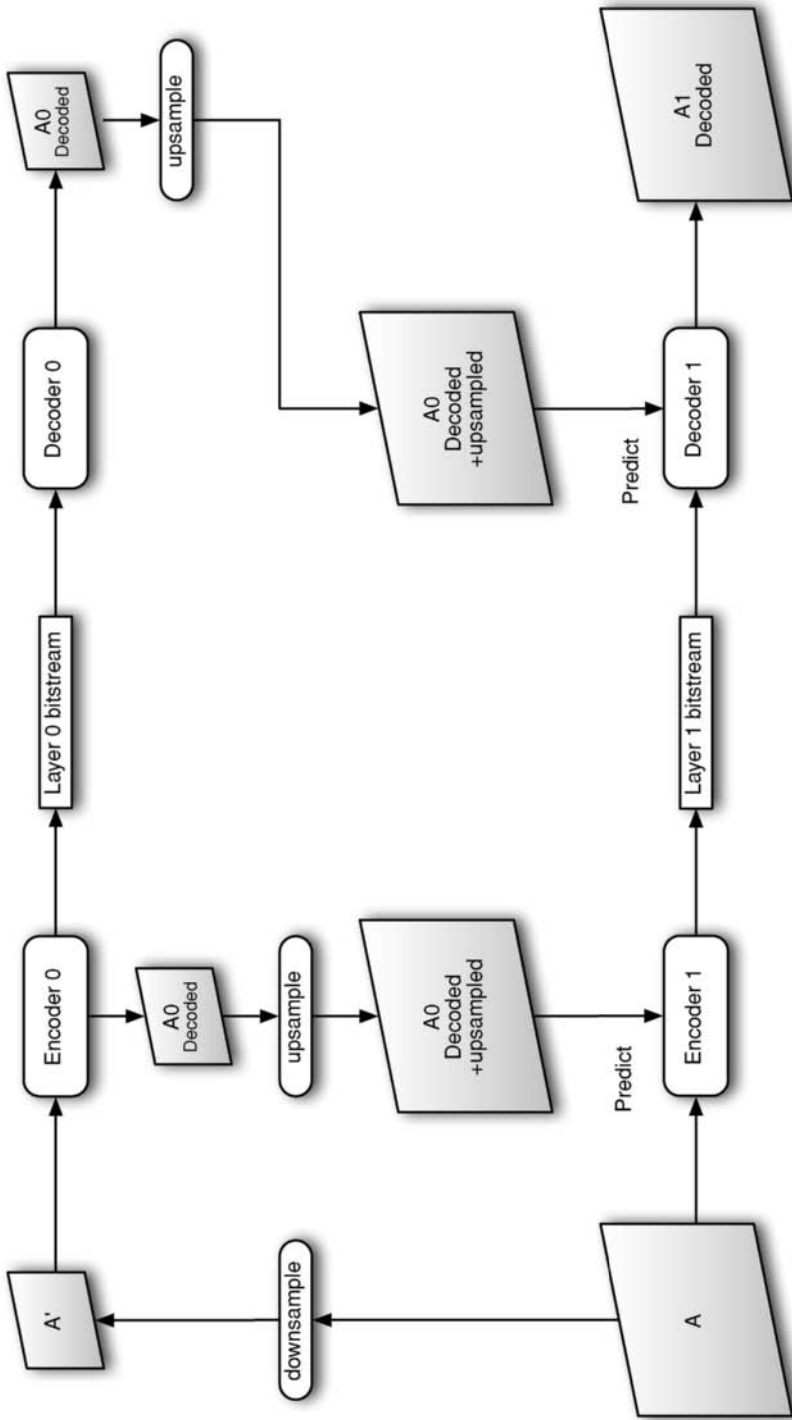 A'
Encoder 0
Layer 0 bitstream
Decoder 0
A0
Decoded
A0
Decoded
upsample
downsample
upsample
A0
Decoded
+upsampled
A0
Decoded
+upsampled
Predict
Predict
A
Encoder 1
Layer 1 bitstream
Decoder 1
A1
Decoded